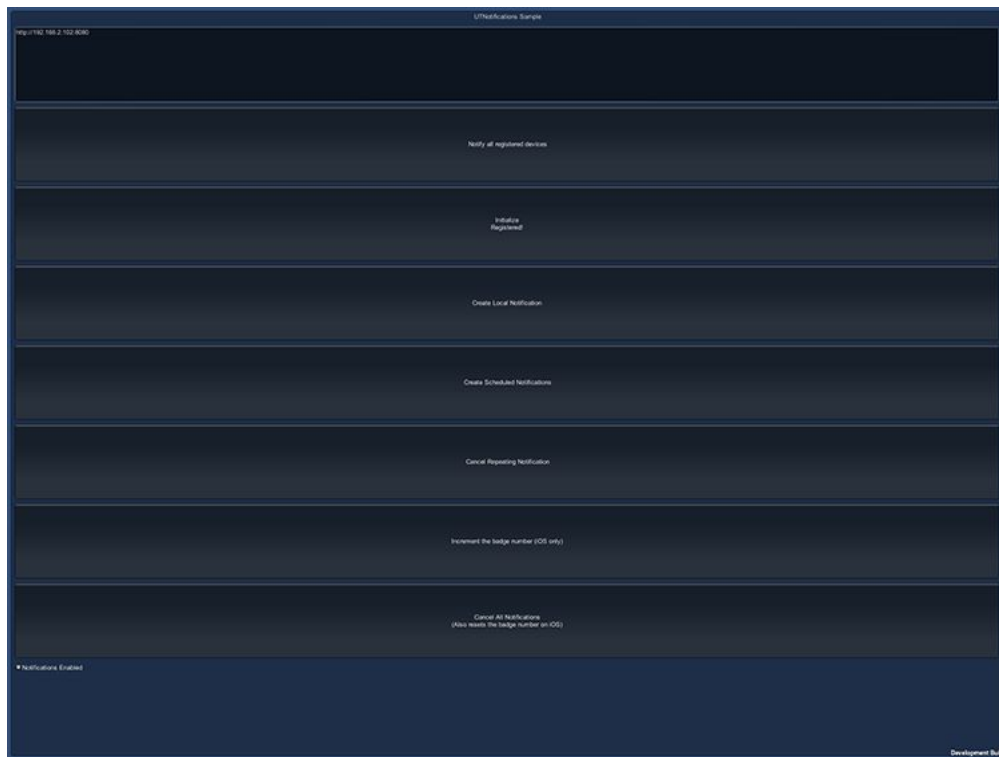 UTNotifications Sample
http://192.168.2.102:8080
Notify all registered devices
Initialize
Registered!
Create Local Notification
Create Scheduled Notifications
Cancel Repeating Notification
Increment the badge number (iOS only)
Cancel All Notifications
(Also resets the badge number on iOS)
Notifications Enabled
Development Bui